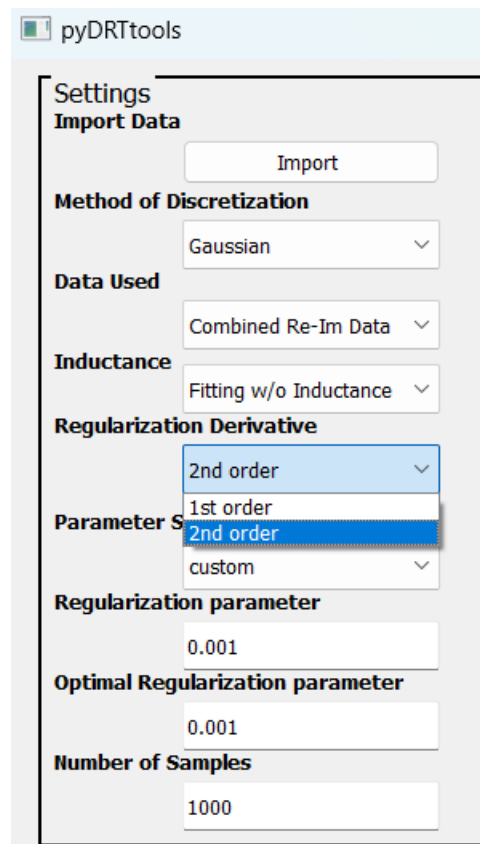 pyDRTtools
Settings
Import Data
Import
Method of Discretization
Gaussian
Data Used
Combined Re-Im Data
Inductance
Fitting w/o Inductance
Regularization Derivative
2nd order
1st order
Parameter S
2nd order
custom
Regularization parameter
0.001
Optimal Regularization parameter
0.001
Number of Samples
1000